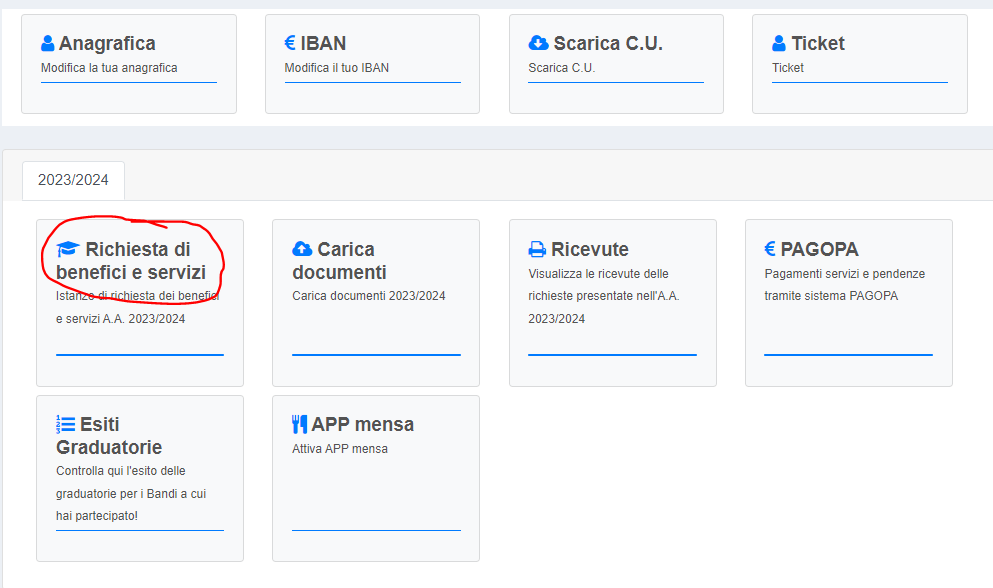 Anagrafica
Modifica la tua anagrafica
€ IBAN
Modifica il tuo IBAN
Scarica C.U.
Scarica C.U.
Ticket
Ticket
2023/2024
Richiesta di
benefici e servizi
Istanze di richiesta dei benefici
e servizi A.A. 2023/2024
Carica
documenti
Carica documenti 2023/2024
Ricevute
Visualizza le ricevute delle
richieste presentate nell'A.A.
2023/2024
€ PAGOPA
Pagamenti servizi e pendenze
tramite sistema PAGOPA
Esiti
Graduatorie
Controlla qui l'esito delle
graduatorie per i Bandi a cui
hai partecipato!
APP mensa
Attiva APP mensa